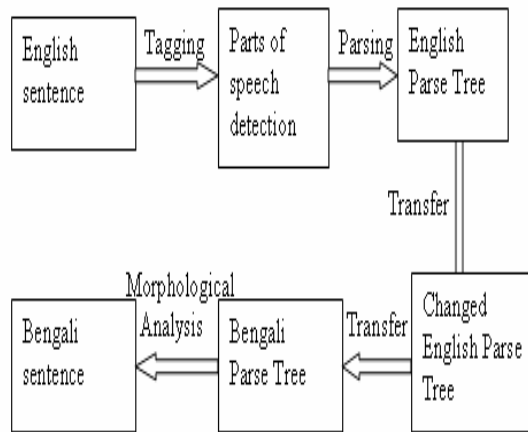 English
sentence
Tagging
Parts of
speech
detection
Parsing
English
Parse Tree
Transfer
Changed
English Parse
Tree
Transfer
Bengali
Parse Tree
Morphological
Analysis
Bengali
sentence